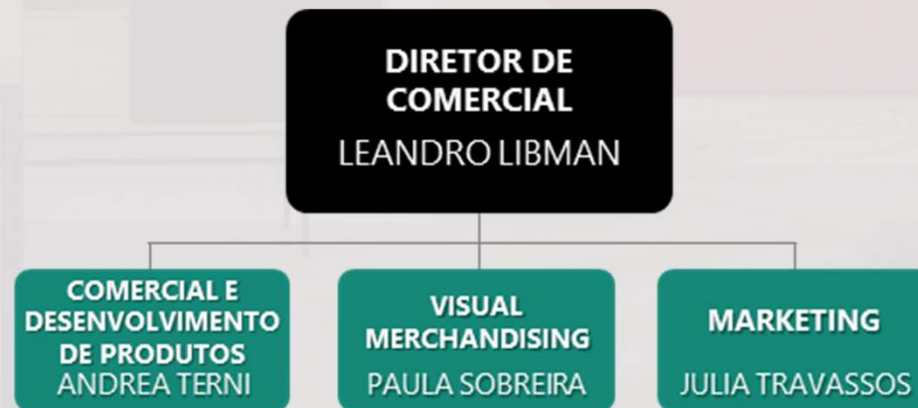 DIRETOR DE
COMERCIAL
LEANDRO LIBMAN
COMERCIAL E
DESENVOLVIMENTO
DE PRODUTOS
ANDREA TERNI
VISUAL
MERCHANDISING
PAULA SOBREIRA
MARKETING
JULIA TRAVASSOS